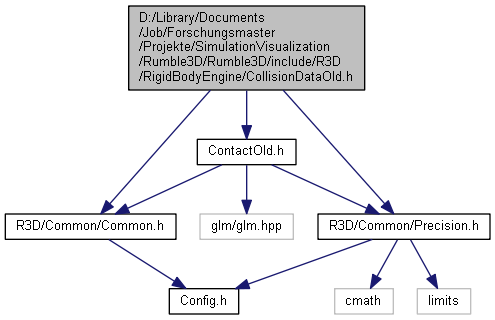 D:/Library/Documents
/Job/Forschungsmaster
/Projekte/SimulationVisualization
/Rumble3D/Rumble3D/include/R3D
/RigidBodyEngine/CollisionDataOld.h
ContactOld.h
R3D/Common/Common.h
glm/glm.hpp
R3D/Common/Precision.h
Config.h
cmath
limits